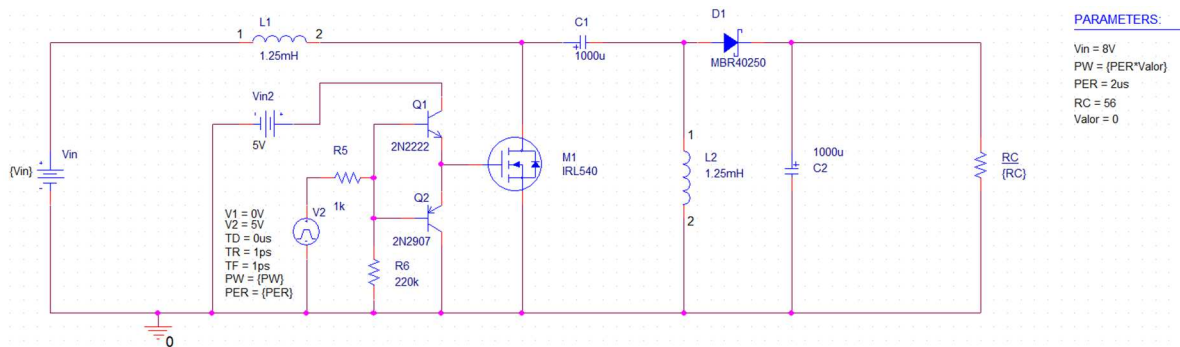 L1
1
2
1.25mH
C1
1000u
D1
MBR40250
PARAMETERS:
Vin = 8V
PW = {PER*Valor}
PER = 2us
RC = 56
Valor = 0
Vin2
5V
Q1
2N2222
Vin
{Vin}
R5
1k
V2
V1 = 0V
V2 = 5V
TD = 0us
TR = 1ps
TF = 1ps
PW = {PW}
PER = {PER}
M1
IRL540
Q2
2N2907
R6
220k
1
L2
1.25mH
2
1000u
C2
RC
{RC}
0